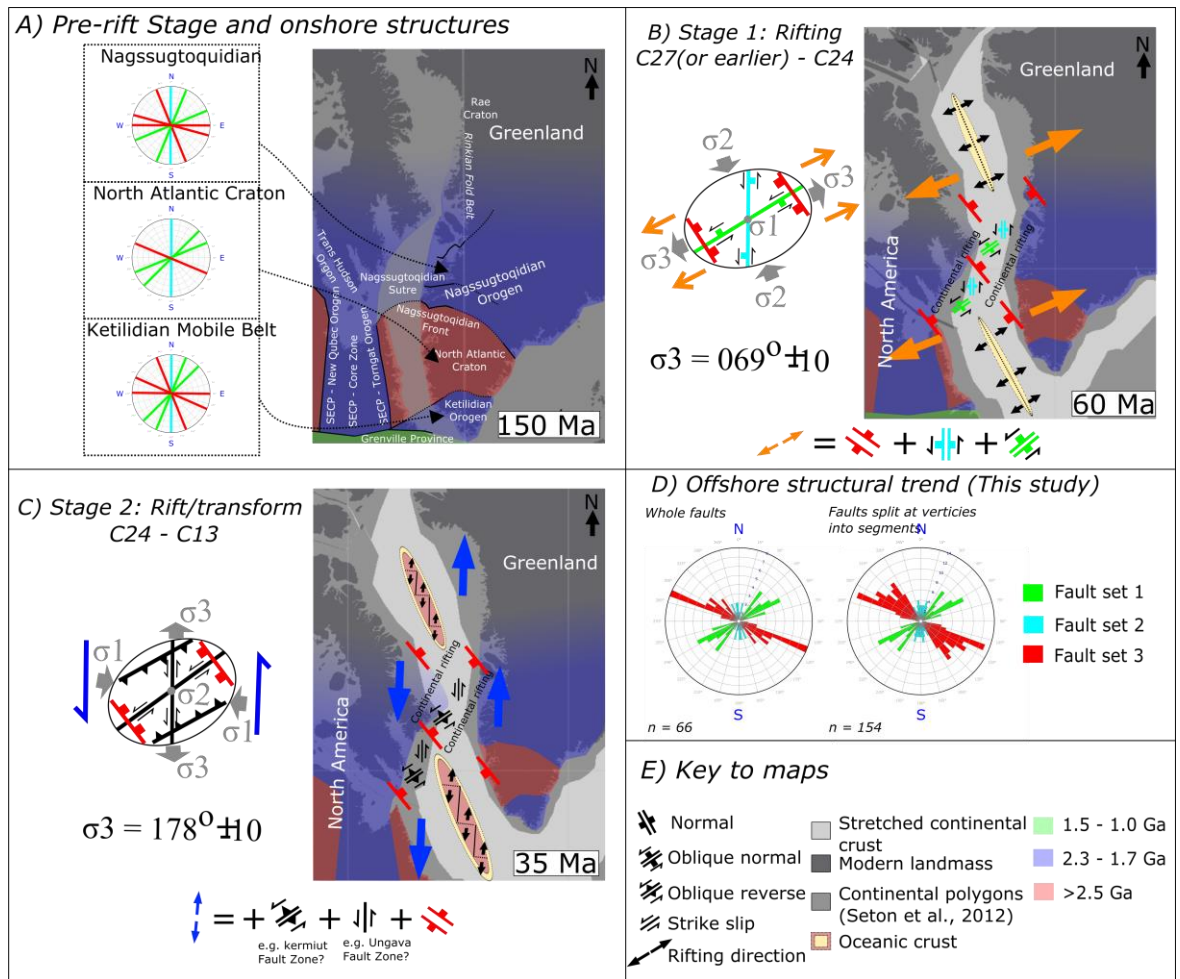 A) Pre-rift Stage and onshore structures
Nagssugtoquidian
N
W
E
S
North Atlantic Craton
N
W
E
S
Ketilidian Mobile Belt
N
W
E
S
N
Rae
Craton
Greenland
Rinkian Fold Belt
Trans Hudson
Orgon
Nagssugtoqidian
Sutre
Nagssugtoqidian
Orogen
Nagssugtoqidian
Front
North Atlantic
Craton
SECP - New Qubec Orogen
SECP - Core Zone
SECP - Torngat Orogen
Ketilidian
Orogen
Grenville Province
150 Ma
B) Stage 1: Rifting
C27(or earlier) - C24
N
Greenland
σ2
σ3
σ1
σ3
σ2
σ3 = 069° ±10
North America
Continental rifting
Continental rifting
60 Ma
= + +
C) Stage 2: Rift/transform
C24 - C13
N
Greenland
σ3
σ1
σ2
σ1
σ3
σ3 = 178° ±10
North America
Continental rifting
Continental rifting
35 Ma
= + + +
e.g. kermiut
Fault Zone?
e.g. Ungava
Fault Zone?
D) Offshore structural trend (This study)
Whole faults
Faults split at verticies
into segments
N
N
S
S
n = 66
n = 154
Fault set 1
Fault set 2
Fault set 3
E) Key to maps
Normal
Oblique normal
Oblique reverse
Strike slip
Rifting direction
Stretched continental
crust
Modern landmass
Continental polygons
(Seton et al., 2012)
Oceanic crust
1.5 - 1.0 Ga
2.3 - 1.7 Ga
>2.5 Ga